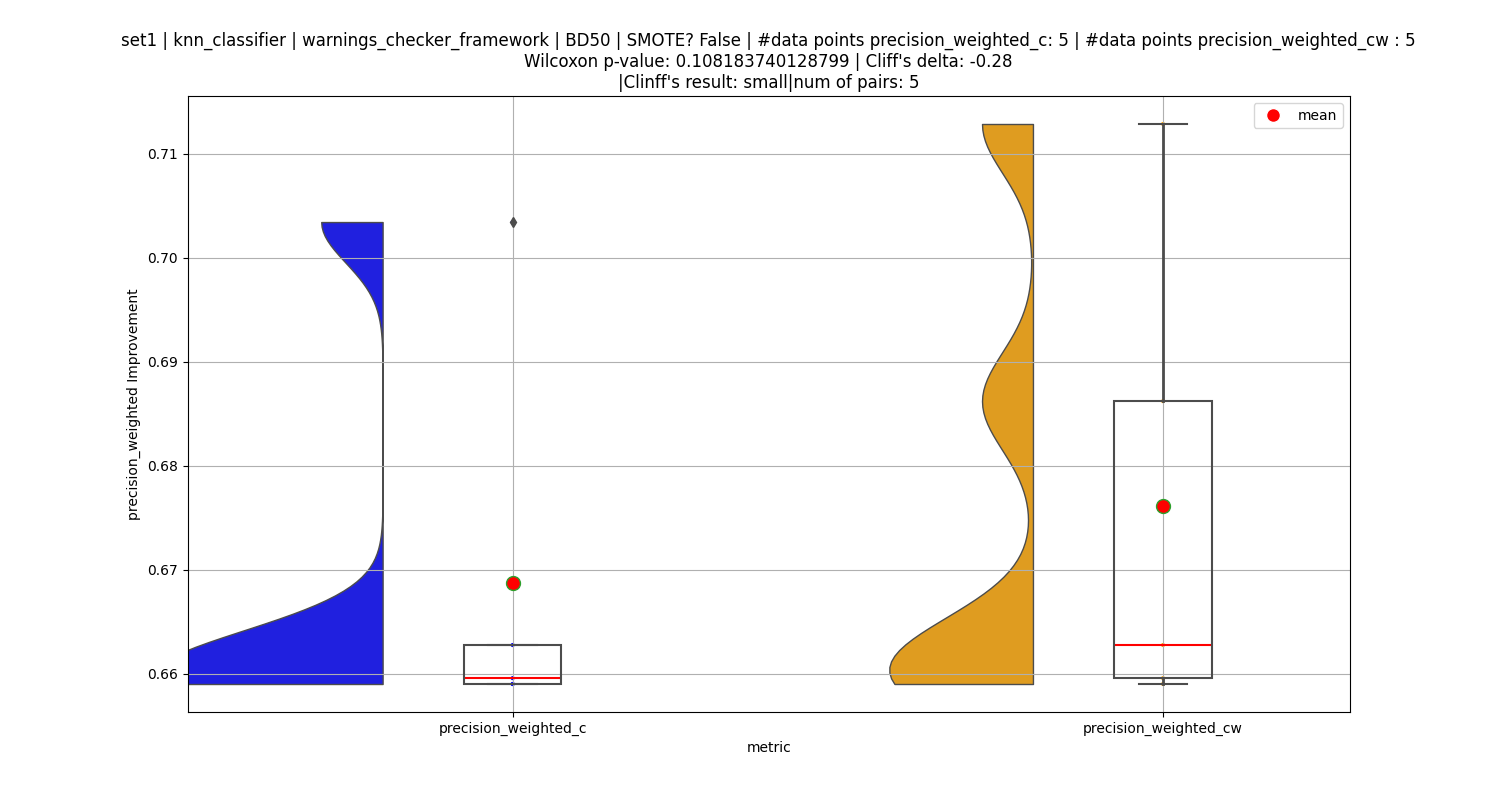 set1 | knn_classifier | warnings_checker_framework | BD50 | SMOTE? False | #data points precision_weighted_c: 5 | #data points precision_weighted_cw : 5
Wilcoxon p-value: 0.108183740128799 | Cliff's delta: -0.28
|Clinff's result: small|num of pairs: 5
mean
0.71
0.70
0.69
0.68
0.67
0.66
precision_weighted Improvement
precision_weighted_c
precision_weighted_cw
metric